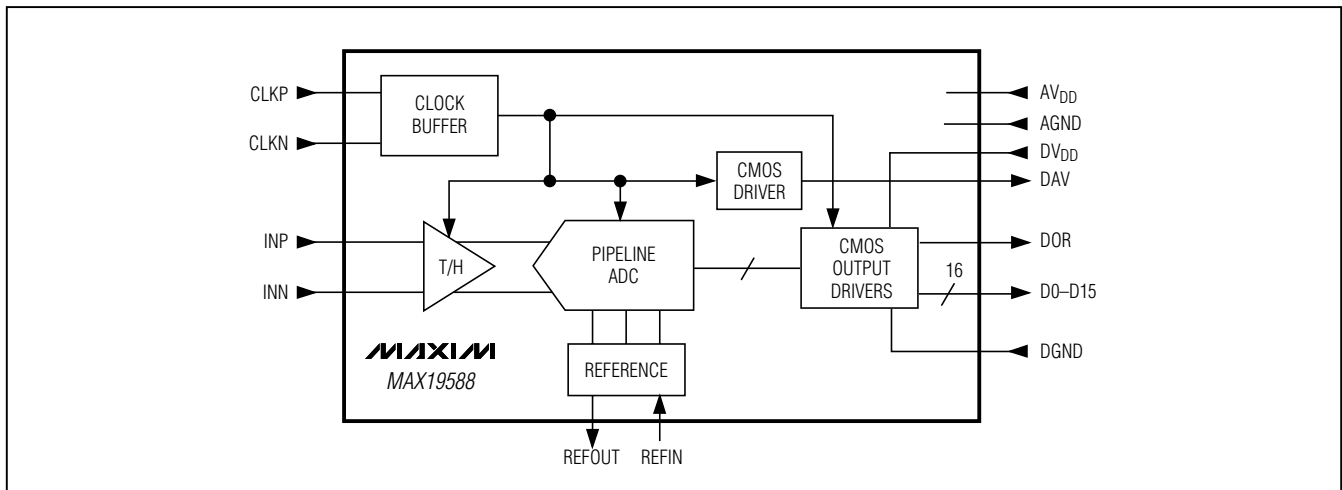 CLKP
CLKN
CLOCK
BUFFER
AVDD
AGND
DVDD
DAV
CMOS
DRIVER
INP
INN
T/H
PIPELINE
ADC
CMOS
OUTPUT
DRIVERS
DOR
16
D0–D15
DGND
MAXIM
MAX19588
REFERENCE
REFOUT
REFIN